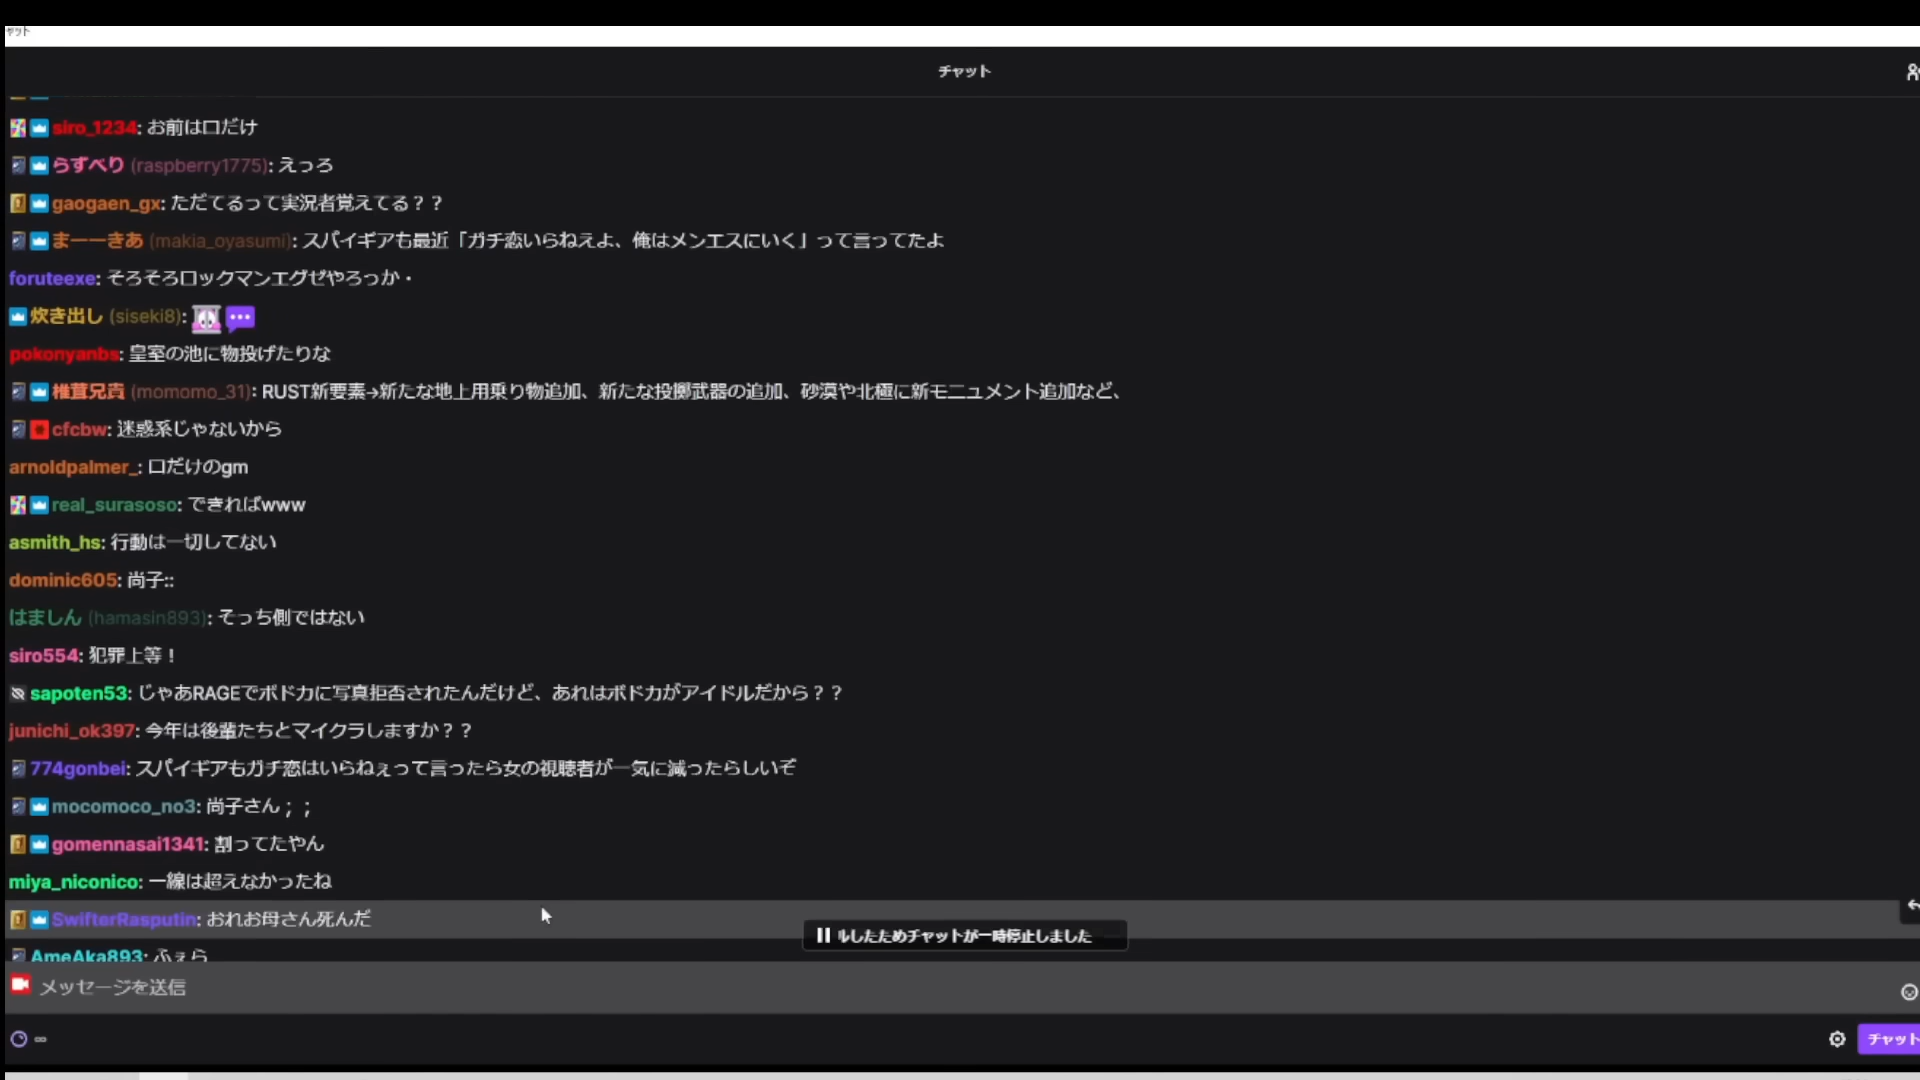 ャット
チャット
siro_1234: お前は口だけ
らすべり (raspberry1775): えっろ
gaogaen_gx: ただてるって実況者覚えてる？？
まーーきあ (makia_oyasumi): スパイギアも最近「ガチ恋いらねえよ、俺はメンエスにいく」って言ってたよ
foruteexe: そろそろロックマンエグゼやろっか・
炊き出し (siseki8):
pokonyanbs: 皇室の池に物投げたりな
椎茸兄貴 (momomo_31): RUST新要素→新たな地上用乗り物追加、新たな投擲武器の追加、砂漠や北極に新モニュメント追加など、
cfcbw: 迷惑系じゃないから
arnoldpalmer_: 口だけのgm
real_surasoso: できればwww
asmith_hs: 行動は一切してない
dominic605: 尚子::
はましん (hamasin893): そっち側ではない
siro554: 犯罪上等！
sapoten53: じゃあRAGEでボドカに写真拒否されたんだけど、あれはボドカがアイドルだから？？
junichi_ok397: 今年は後輩たちとマイクラしますか？？
774gonbei: スパイギアもガチ恋はいらねぇって言ったら女の視聴者が一気に減ったらしいぞ
mocomoco_no3: 尚子さん；；
gomennasai1341: 割ってたやん
miya_niconico: 一線は超えなかったね
SwifterRasputin: おれお母さん死んだ
ルしたためチャットが一時停止しました
AmeAka893: ふぇら
メッセージを送信
チャット